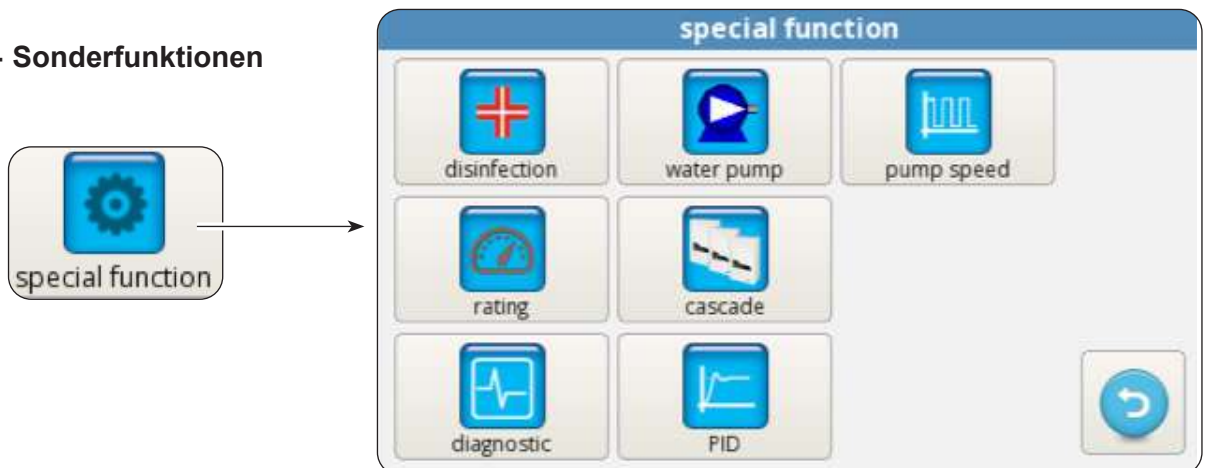 - Sonderfunktionen
special function
special function
disinfection
water pump
pump speed
rating
cascade
diagnostic
PID